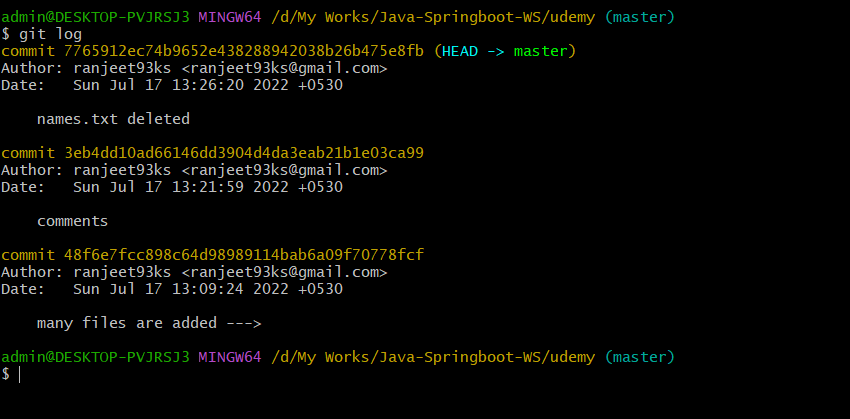 admin@DESKTOP-PVJRSJ3 MINGW64 /d/My Works/Java-Springboot-WS/udemy (master)
$ git log
commit 7765912ec74b9652e438288942038b26b475e8fb (HEAD -> master)
Author: ranjeet93ks <ranjeet93ks@gmail.com>
Date:   Sun Jul 17 13:26:20 2022 +0530
    names.txt deleted
commit 3eb4dd10ad66146dd3904d4da3eab21b1e03ca99
Author: ranjeet93ks <ranjeet93ks@gmail.com>
Date:   Sun Jul 17 13:21:59 2022 +0530
    comments
commit 48f6e7fcc898c64d98989114bab6a09f70778fcf
Author: ranjeet93ks <ranjeet93ks@gmail.com>
Date:   Sun Jul 17 13:09:24 2022 +0530
    many files are added --->
admin@DESKTOP-PVJRSJ3 MINGW64 /d/My Works/Java-Springboot-WS/udemy (master)
$